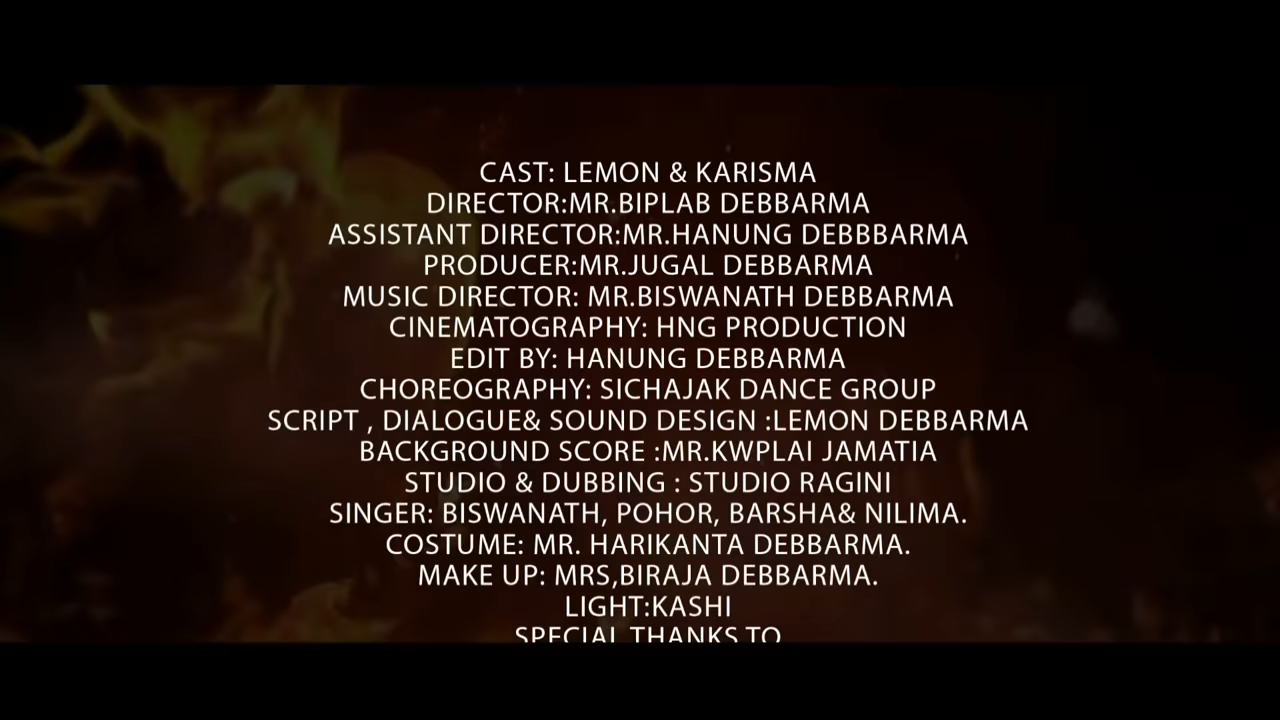 CAST: LEMON & KARISMA
DIRECTOR:MR.BIPLAB DEBBARMA
ASSISTANT DIRECTOR:MR.HANUNG DEBBBARMA
PRODUCER:MR.JUGAL DEBBARMA
MUSIC DIRECTOR: MR.BISWANATH DEBBARMA
CINEMATOGRAPHY: HNG PRODUCTION
EDIT BY: HANUNG DEBBARMA
CHOREOGRAPHY: SICHAJAK DANCE GROUP
SCRIPT , DIALOGUE& SOUND DESIGN :LEMON DEBBARMA
BACKGROUND SCORE :MR.KWPLAI JAMATIA
STUDIO & DUBBING : STUDIO RAGINI
SINGER: BISWANATH, POHOR, BARSHA& NILIMA.
COSTUME: MR. HARIKANTA DEBBARMA.
MAKE UP: MRS,BIRAJA DEBBARMA.
LIGHT:KASHI
SPECIAL THANKS TO